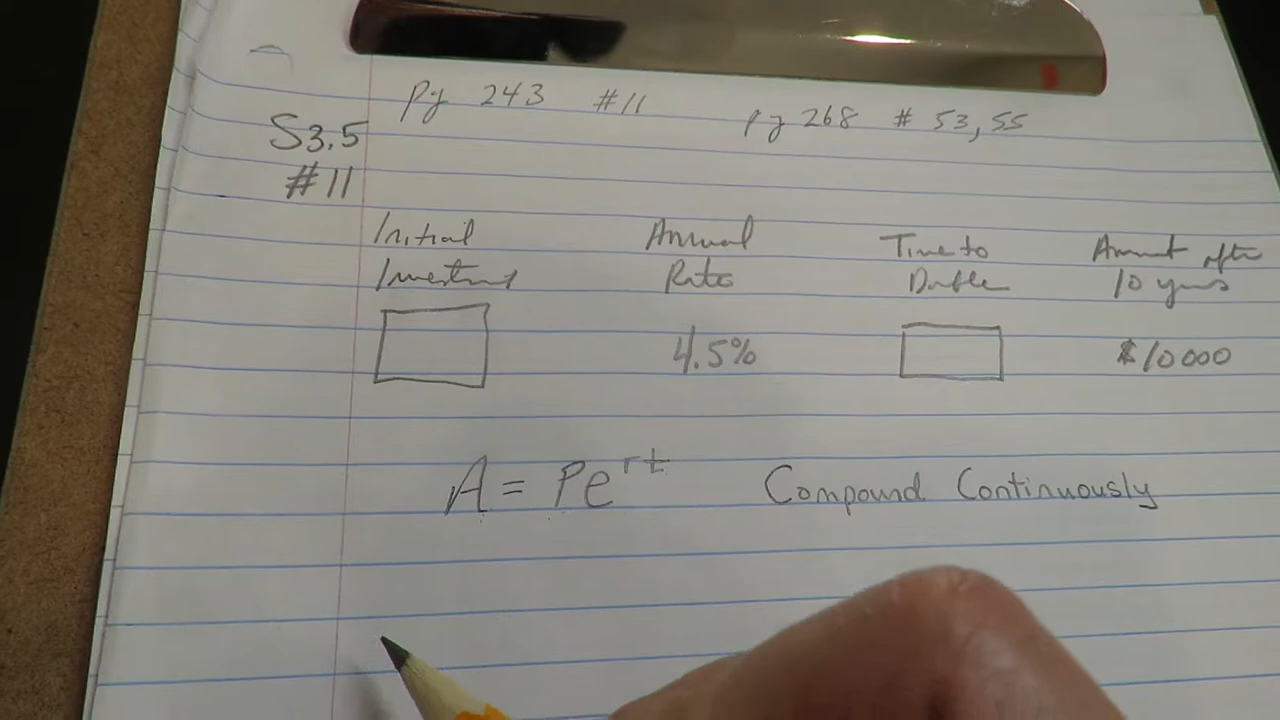 pg 243 #11 pg 268 # 53, 55
S3.5
#11
Initial Annual Time to Amount after
Investment Rate Double 10 years
4.5% $10000
A = Pe^rt Compound Continuously